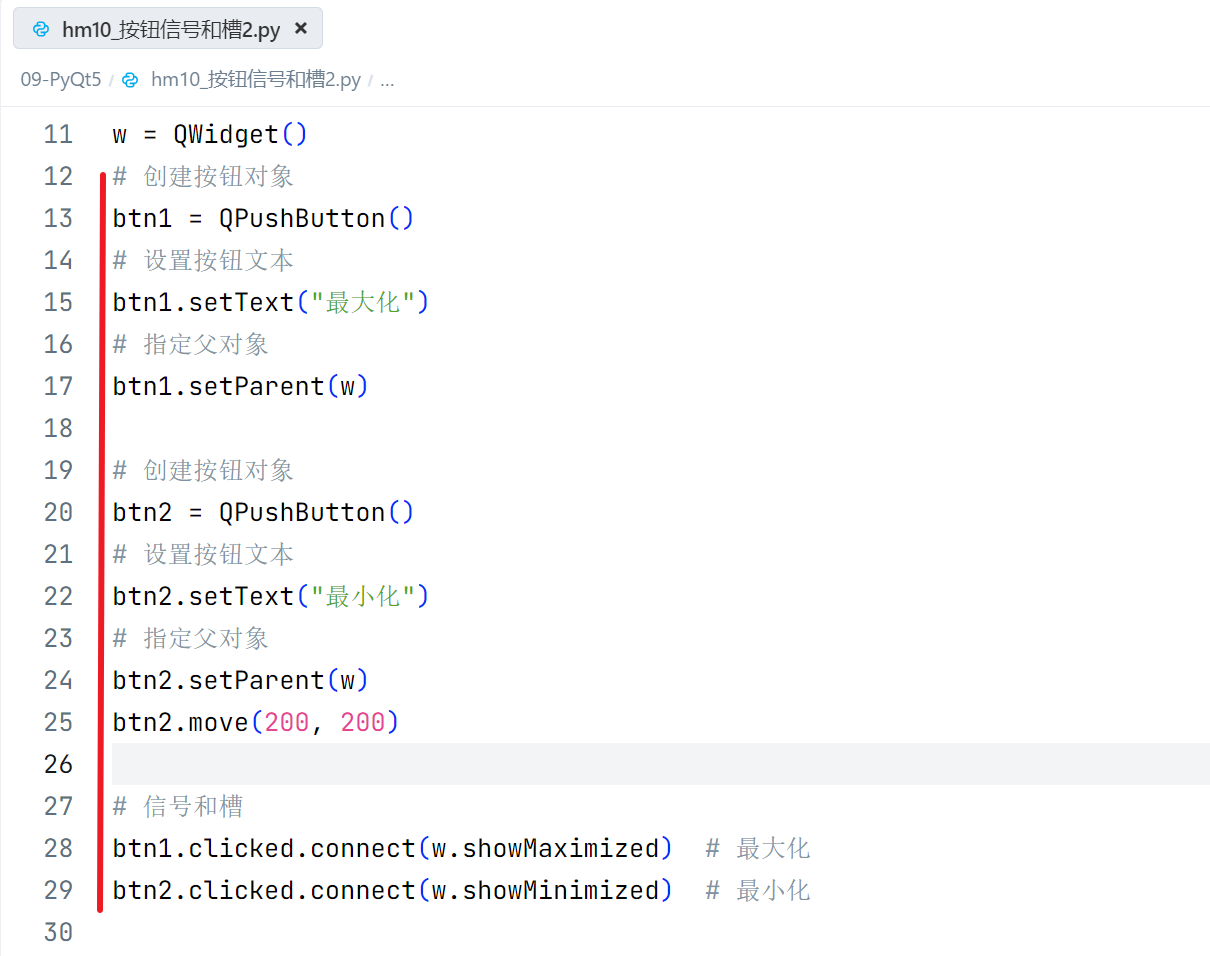 hm10_按钮信号和槽2.py ×
09-PyQt5 / hm10_按钮信号和槽2.py / ...
11 w = QWidget()
12 # 创建按钮对象
13 btn1 = QPushButton()
14 # 设置按钮文本
15 btn1.setText("最大化")
16 # 指定父对象
17 btn1.setParent(w)
18
19 # 创建按钮对象
20 btn2 = QPushButton()
21 # 设置按钮文本
22 btn2.setText("最小化")
23 # 指定父对象
24 btn2.setParent(w)
25 btn2.move(200, 200)
26
27 # 信号和槽
28 btn1.clicked.connect(w.showMaximized)  # 最大化
29 btn2.clicked.connect(w.showMinimized)  # 最小化
30